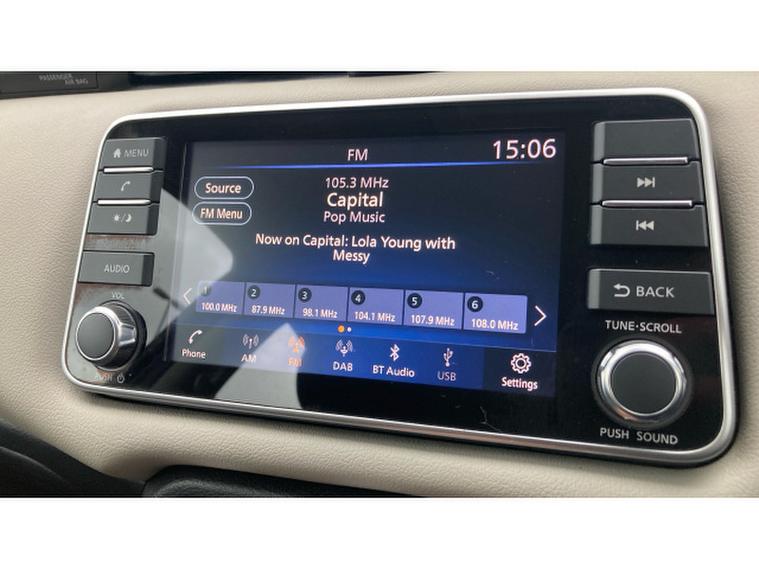 PASSENGER
AIR BAG
MENU
FM
15:06
Source
105.3 MHz
Capital
FM Menu
Pop Music
Now on Capital: Lola Young with
Messy
AUDIO
VOL
1 2 3 4 5 6
100.0 MHz 87.9 MHz 98.1 MHz 104.1 MHz 107.9 MHz 108.0 MHz
Phone AM FM DAB BT Audio USB Settings
PUSH
BACK
TUNE·SCROLL
PUSH SOUND